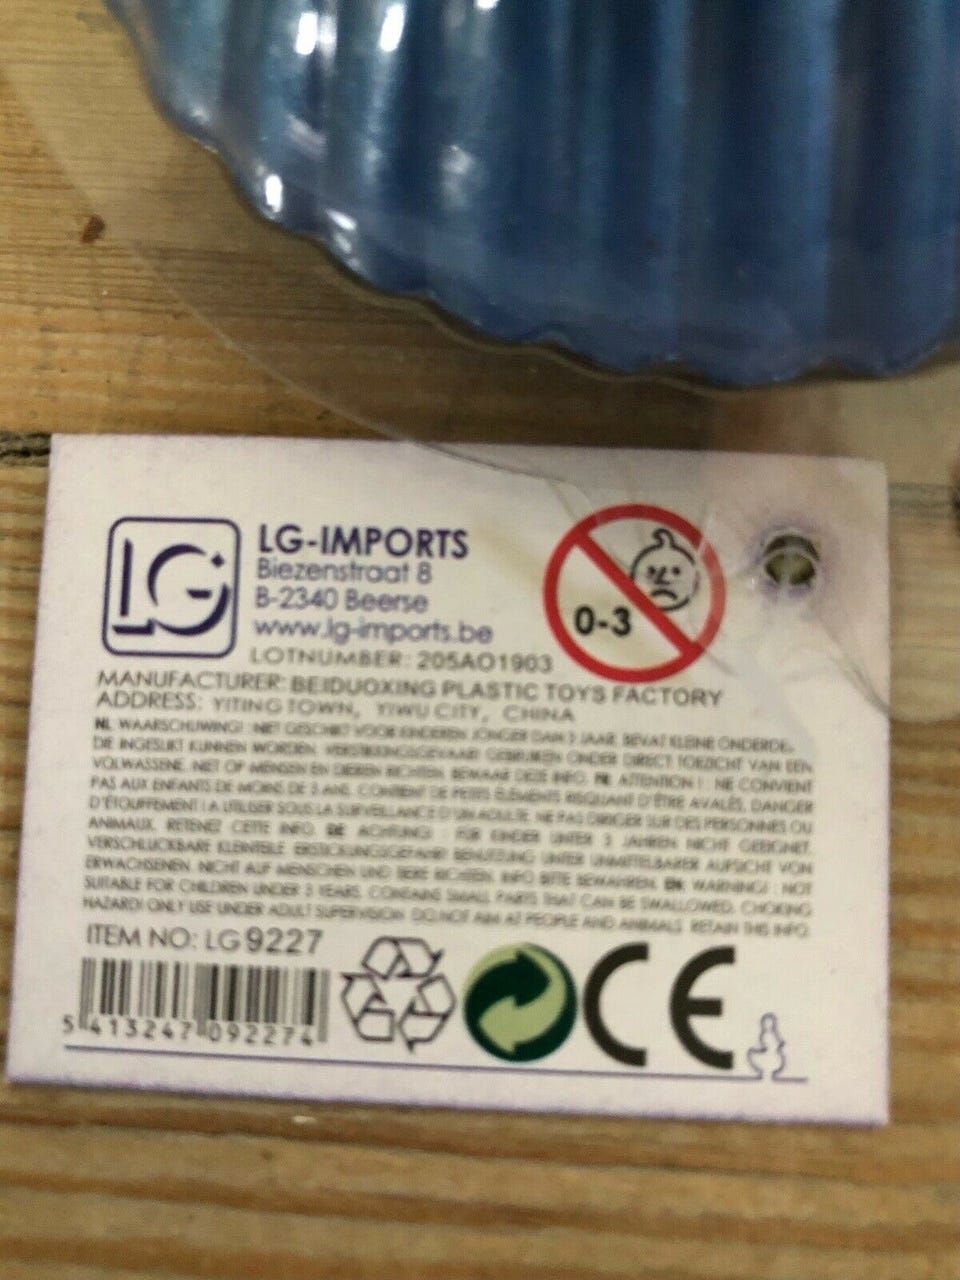 LG
LG-IMPORTS
Biezenstraat 8
B-2340 Beerse
www.lg-imports.be
LOTNUMBER: 205AO1903
0-3
MANUFACTURER: BEIDUOXING PLASTIC TOYS FACTORY
ADDRESS: YITING TOWN, YIWU CITY, CHINA
NL WAARSCHUWING! : NIET GESCHIKT VOOR KINDEREN JONGER DAN 3 JAAR. BEVAT KLEINE ONDERDE,
DIE INGESLIKT KUNNEN WORDEN. VERSTIKKINGSGEVAAR! GEBRUIKEN ONDER DIRECT TOEZICHT VAN EEN
VOLWASSENE. NIET OP MENSEN EN DIEREN RICHTEN. BEWAAR DEZE INFO. FR ATTENTION ! : NE CONVIENT
PAS AUX ENFANTS DE MOINS DE 3 ANS. CONTIENT DE PETITS ÉLÉMENTS RISQUANT D'ÊTRE AVALÉS, DANGER
D'ÉTOUFFEMENT ! A UTILISER SOUS LA SURVEILLANCE D'UN ADULTE. NE PAS DIRIGER SUR DES PERSONNES OU
ANIMAUX. RETENEZ CETTE INFO. DE ACHTUNG! : FÜR KINDER UNTER 3 JAHREN NICHT GEEIGNET.
VERSCHLUCKBARE KLEINTEILE. ERSTICKUNGSGEFAHR! BENUTZUNG UNTER UNMITTELBARER AUFSICHT VON
ERWACHSENEN. NICHT AUF MENSCHEN UND TIERE RICHTEN. INFO BITTE BEWAHREN. EN WARNING! : NOT
SUITABLE FOR CHILDREN UNDER 3 YEARS. CONTAINS SMALL PARTS THAT CAN BE SWALLOWED. CHOKING
HAZARD! ONLY USE UNDER ADULT SUPERVISION. DO NOT AIM AT PEOPLE AND ANIMALS. RETAIN THIS INFO.
ITEM NO: LG9227
5 413247 092274
CE